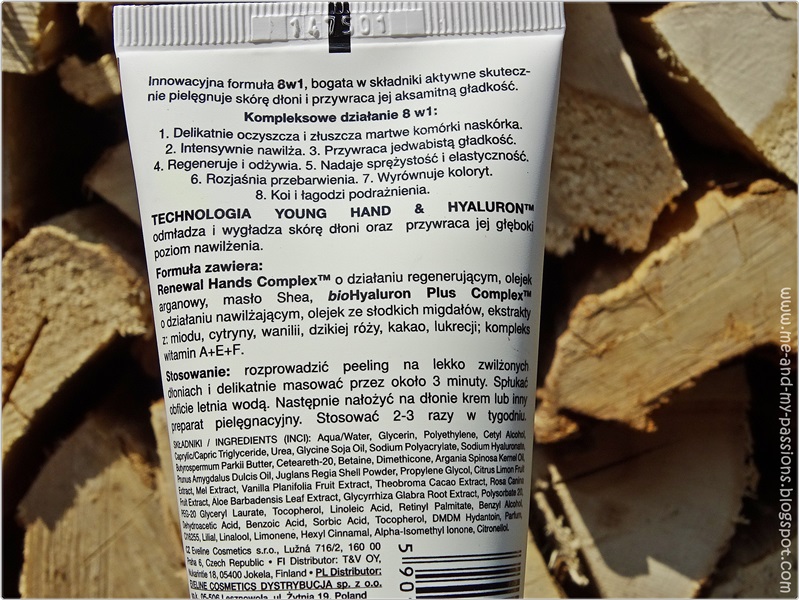 147501
Innowacyjna formuła 8w1, bogata w składniki aktywne skutecz-
nie pielęgnuje skórę dłoni i przywraca jej aksamitną gładkość.
Kompleksowe działanie 8 w1:
1. Delikatnie oczyszcza i złuszcza martwe komórki naskórka.
2. Intensywnie nawilża. 3. Przywraca jedwabistą gładkość.
4. Regeneruje i odżywia. 5. Nadaje sprężystość i elastyczność.
6. Rozjaśnia przebarwienia. 7. Wyrównuje koloryt.
8. Koi i łagodzi podrażnienia.
TECHNOLOGIA YOUNG HAND & HYALURON™
odmładza i wygładza skórę dłoni oraz przywraca jej głęboki
poziom nawilżenia.
Formuła zawiera:
Renewal Hands Complex™ o działaniu regenerującym, olejek
arganowy, masło Shea, bioHyaluron Plus Complex™
o działaniu nawilżającym, olejek ze słodkich migdałów, ekstrakty
z: miodu, cytryny, wanilii, dzikiej róży, kakao, lukrecji; kompleks
witamin A+E+F.
Stosowanie: rozprowadzić peeling na lekko zwilżonych
dłoniach i delikatnie masować przez około 3 minuty. Spłukać
obficie letnia wodą. Następnie nałożyć na dłonie krem lub inny
preparat pielęgnacyjny. Stosować 2-3 razy w tygodniu.
SKŁADNIKI / INGREDIENTS (INCI): Aqua/Water, Glycerin, Polyethylene, Cetyl Alcohol,
Caprylic/Capric Triglyceride, Urea, Glycine Soja Oil, Sodium Polyacrylate, Sodium Hyaluronate,
Butyrospermum Parkii Butter, Ceteareth-20, Betaine, Dimethicone, Argania Spinosa Kernel Oil,
Prunus Amygdalus Dulcis Oil, Juglans Regia Shell Powder, Propylene Glycol, Citrus Limon Fruit
Extract, Mel Extract, Vanilla Planifolia Fruit Extract, Theobroma Cacao Extract, Rosa Canina
Fruit Extract, Aloe Barbadensis Leaf Extract, Glycyrrhiza Glabra Root Extract, Polysorbate 20,
PEG-20 Glyceryl Laurate, Tocopherol, Linoleic Acid, Retinyl Palmitate, Benzyl Alcohol,
Dehydroacetic Acid, Benzoic Acid, Sorbic Acid, Tocopherol, DMDM Hydantoin, Parfum,
CI16255, Lilial, Linalool, Limonene, Hexyl Cinnamal, Alpha-Isomethyl Ionone, Citronellol.
CZ Eveline Cosmetics s.r.o., Lužná 716/2, 160 00
Praha 6, Czech Republic • FI Distributor: T&V OY,
18, 05400 Jokela, Finland • PL Distributor:
EVELINE COSMETICS DYSTRYBUCJA sp. z o.o.
05-506 Lesznowola, ul. Żytnia 19, Poland
5 90
www.me-and-my-passions.blogspot.com